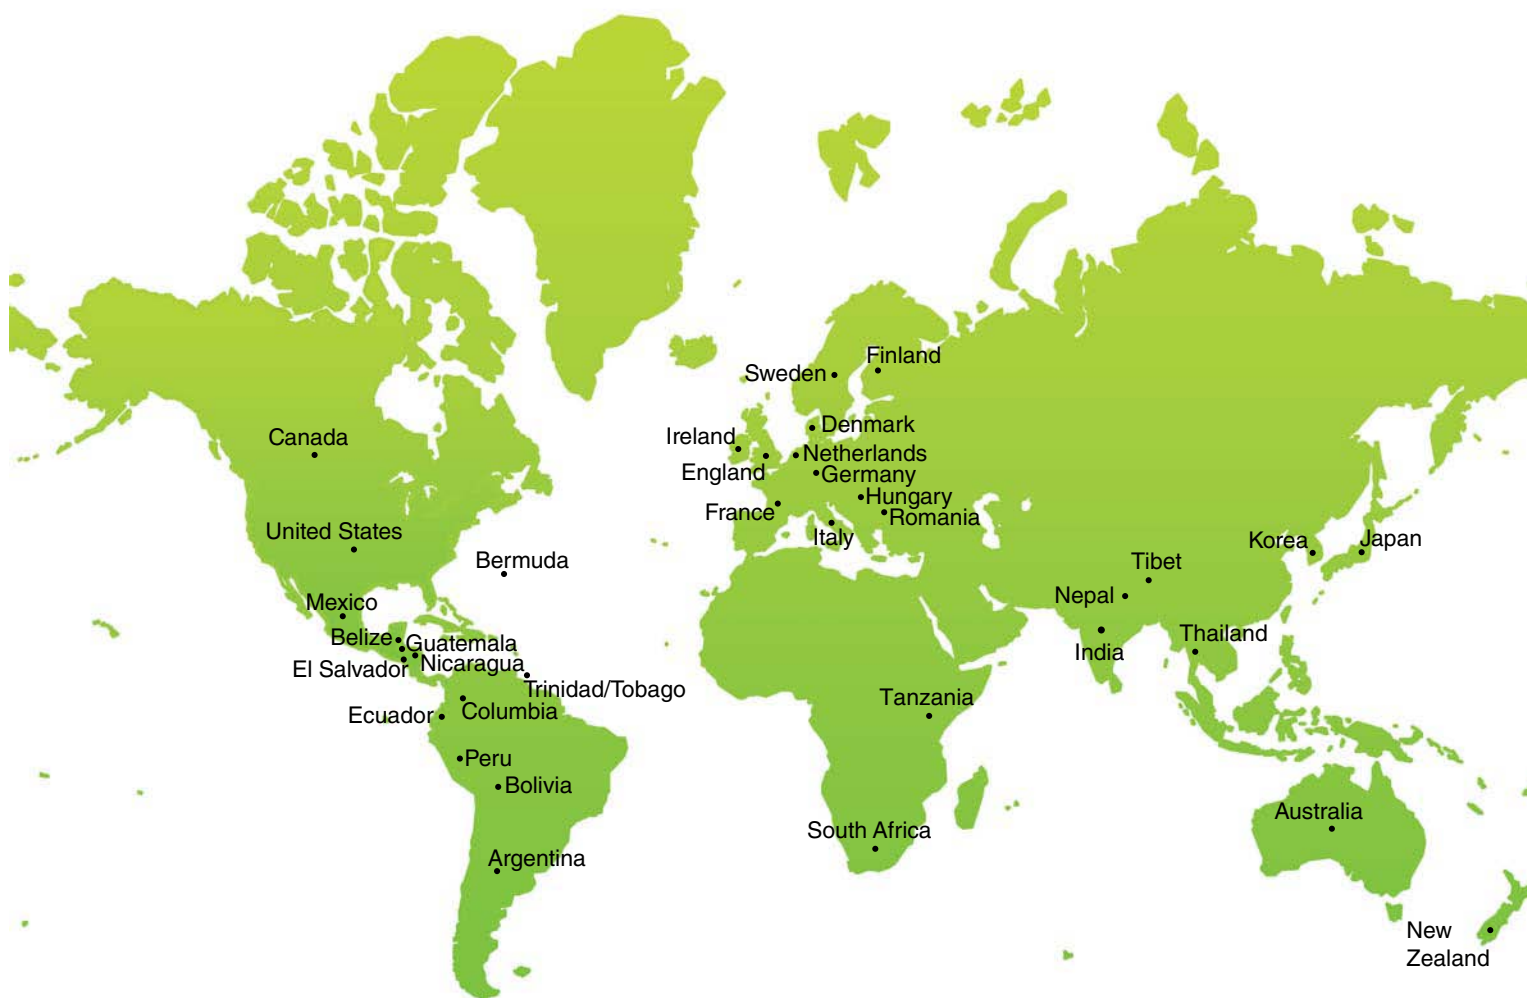 Finland
Sweden
Denmark
Ireland
Canada
Netherlands
England
Germany
Hungary
France
Romania
United States
Italy
Korea
Japan
Bermuda
Tibet
Nepal
Mexico
Thailand
Belize
Guatemala
India
El Salvador
Nicaragua
Trinidad/Tobago
Tanzania
Ecuador
Columbia
Peru
Bolivia
Australia
South Africa
Argentina
New
Zealand